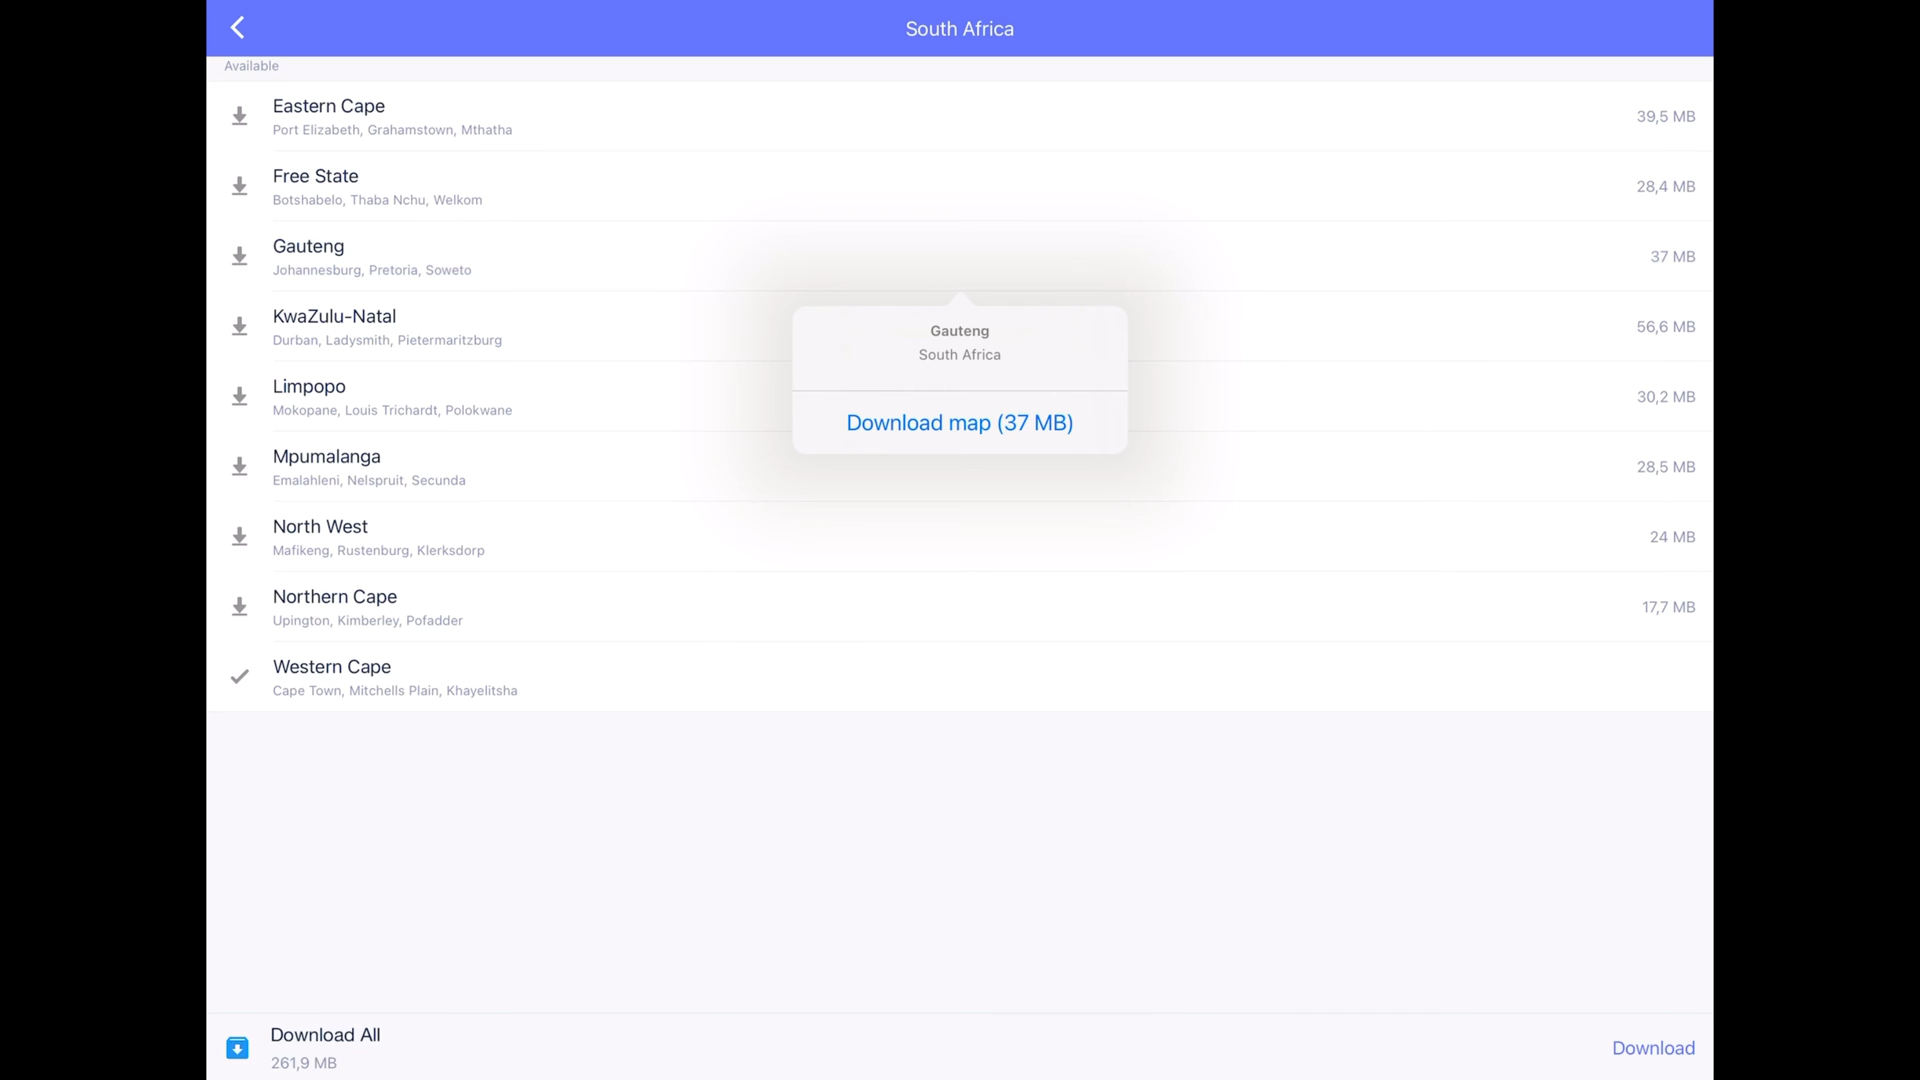 South Africa
Available
Eastern Cape
Port Elizabeth, Grahamstown, Mthatha
39,5 MB
Free State
Botshabelo, Thaba Nchu, Welkom
28,4 MB
Gauteng
Johannesburg, Pretoria, Soweto
37 MB
KwaZulu-Natal
Durban, Ladysmith, Pietermaritzburg
56,6 MB
Gauteng
South Africa
Download map (37 MB)
Limpopo
Mokopane, Louis Trichardt, Polokwane
30,2 MB
Mpumalanga
Emalahleni, Nelspruit, Secunda
28,5 MB
North West
Mafikeng, Rustenburg, Klerksdorp
24 MB
Northern Cape
Upington, Kimberley, Pofadder
17,7 MB
Western Cape
Cape Town, Mitchells Plain, Khayelitsha
Download All
261,9 MB
Download